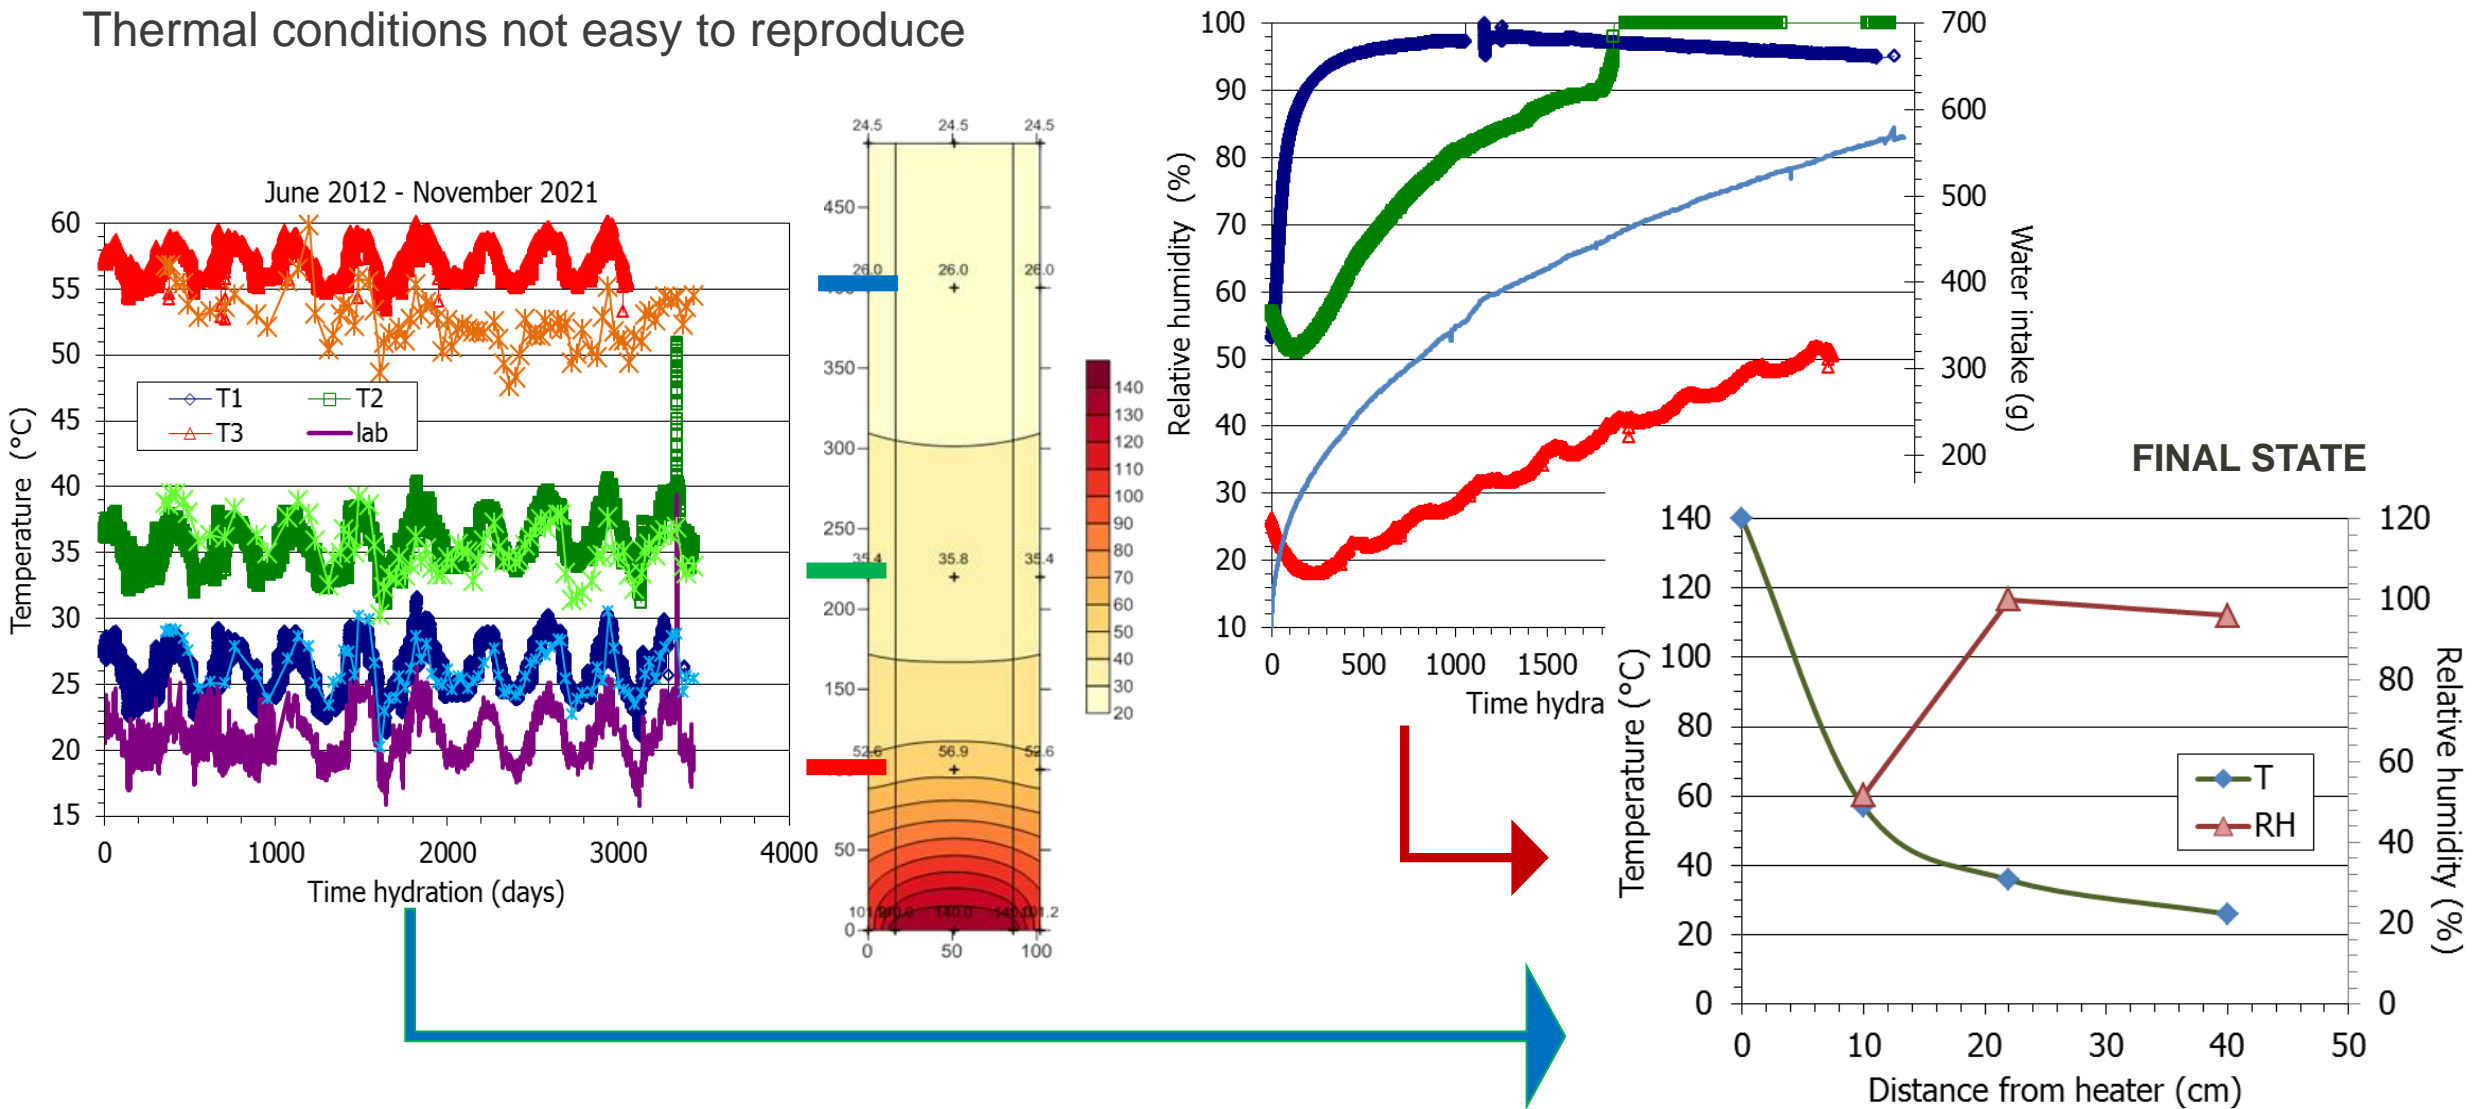 Thermal conditions not easy to reproduce
June 2012 - November 2021
60
55
50
45
40
35
30
25
20
15
Temperature (°C)
T1
T2
T3
lab
0
1000
2000
3000
4000
Time hydration (days)
24.5 24.5 24.5
450
26.0 26.0 26.0
350
300
250
35.4 35.8 35.4
200
150
52.6 56.9 52.6
50
140.0
101.2
0
0 50 100
140
130
120
110
100
90
80
70
60
50
40
30
20
100
90
80
70
60
50
40
30
20
10
Relative humidity (%)
700
600
500
400
300
200
Water intake (g)
0 500 1000 1500
Time hydra
FINAL STATE
140
120
100
80
60
40
20
0
Temperature (°C)
120
100
80
60
40
20
0
Relative humidity (%)
T
RH
0 10 20 30 40 50
Distance from heater (cm)